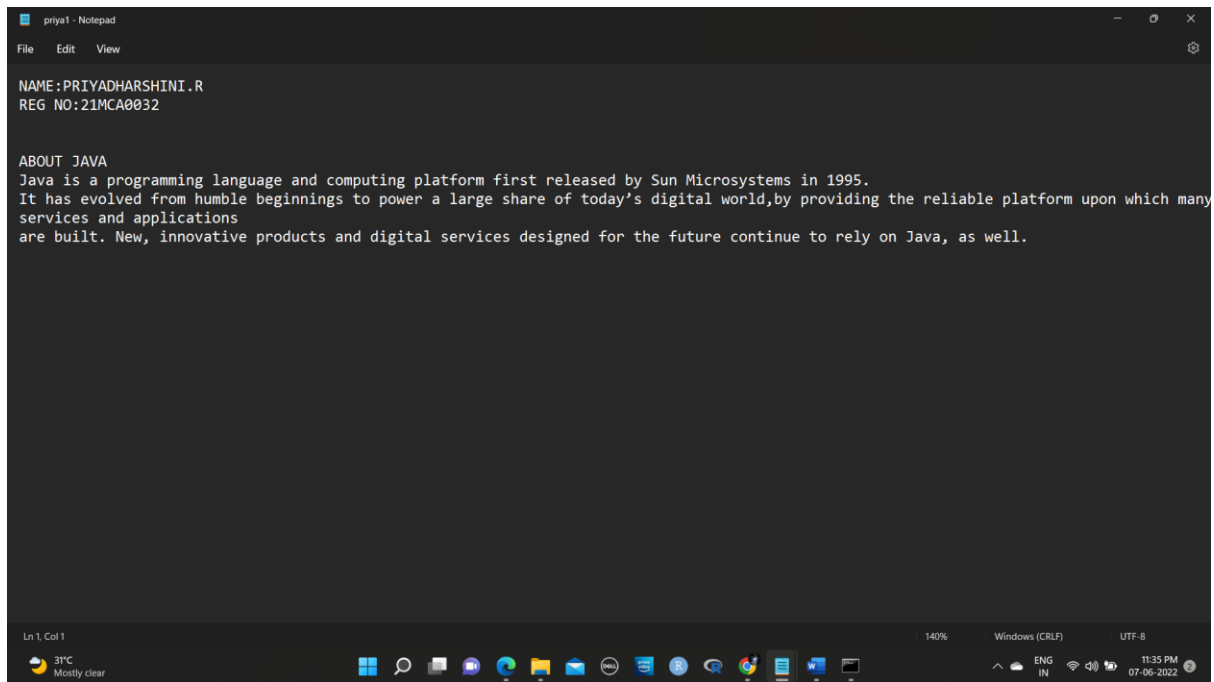 priya1 - Notepad
File Edit View
NAME:PRIYADHARSHINI.R
REG NO:21MCA0032
ABOUT JAVA
Java is a programming language and computing platform first released by Sun Microsystems in 1995.
It has evolved from humble beginnings to power a large share of today’s digital world,by providing the reliable platform upon which many
services and applications
are built. New, innovative products and digital services designed for the future continue to rely on Java, as well.
Ln 1, Col 1 140% Windows (CRLF) UTF-8
31°C
Mostly clear
DELL
R
R
W
ENG
IN
11:35 PM
07-06-2022
2